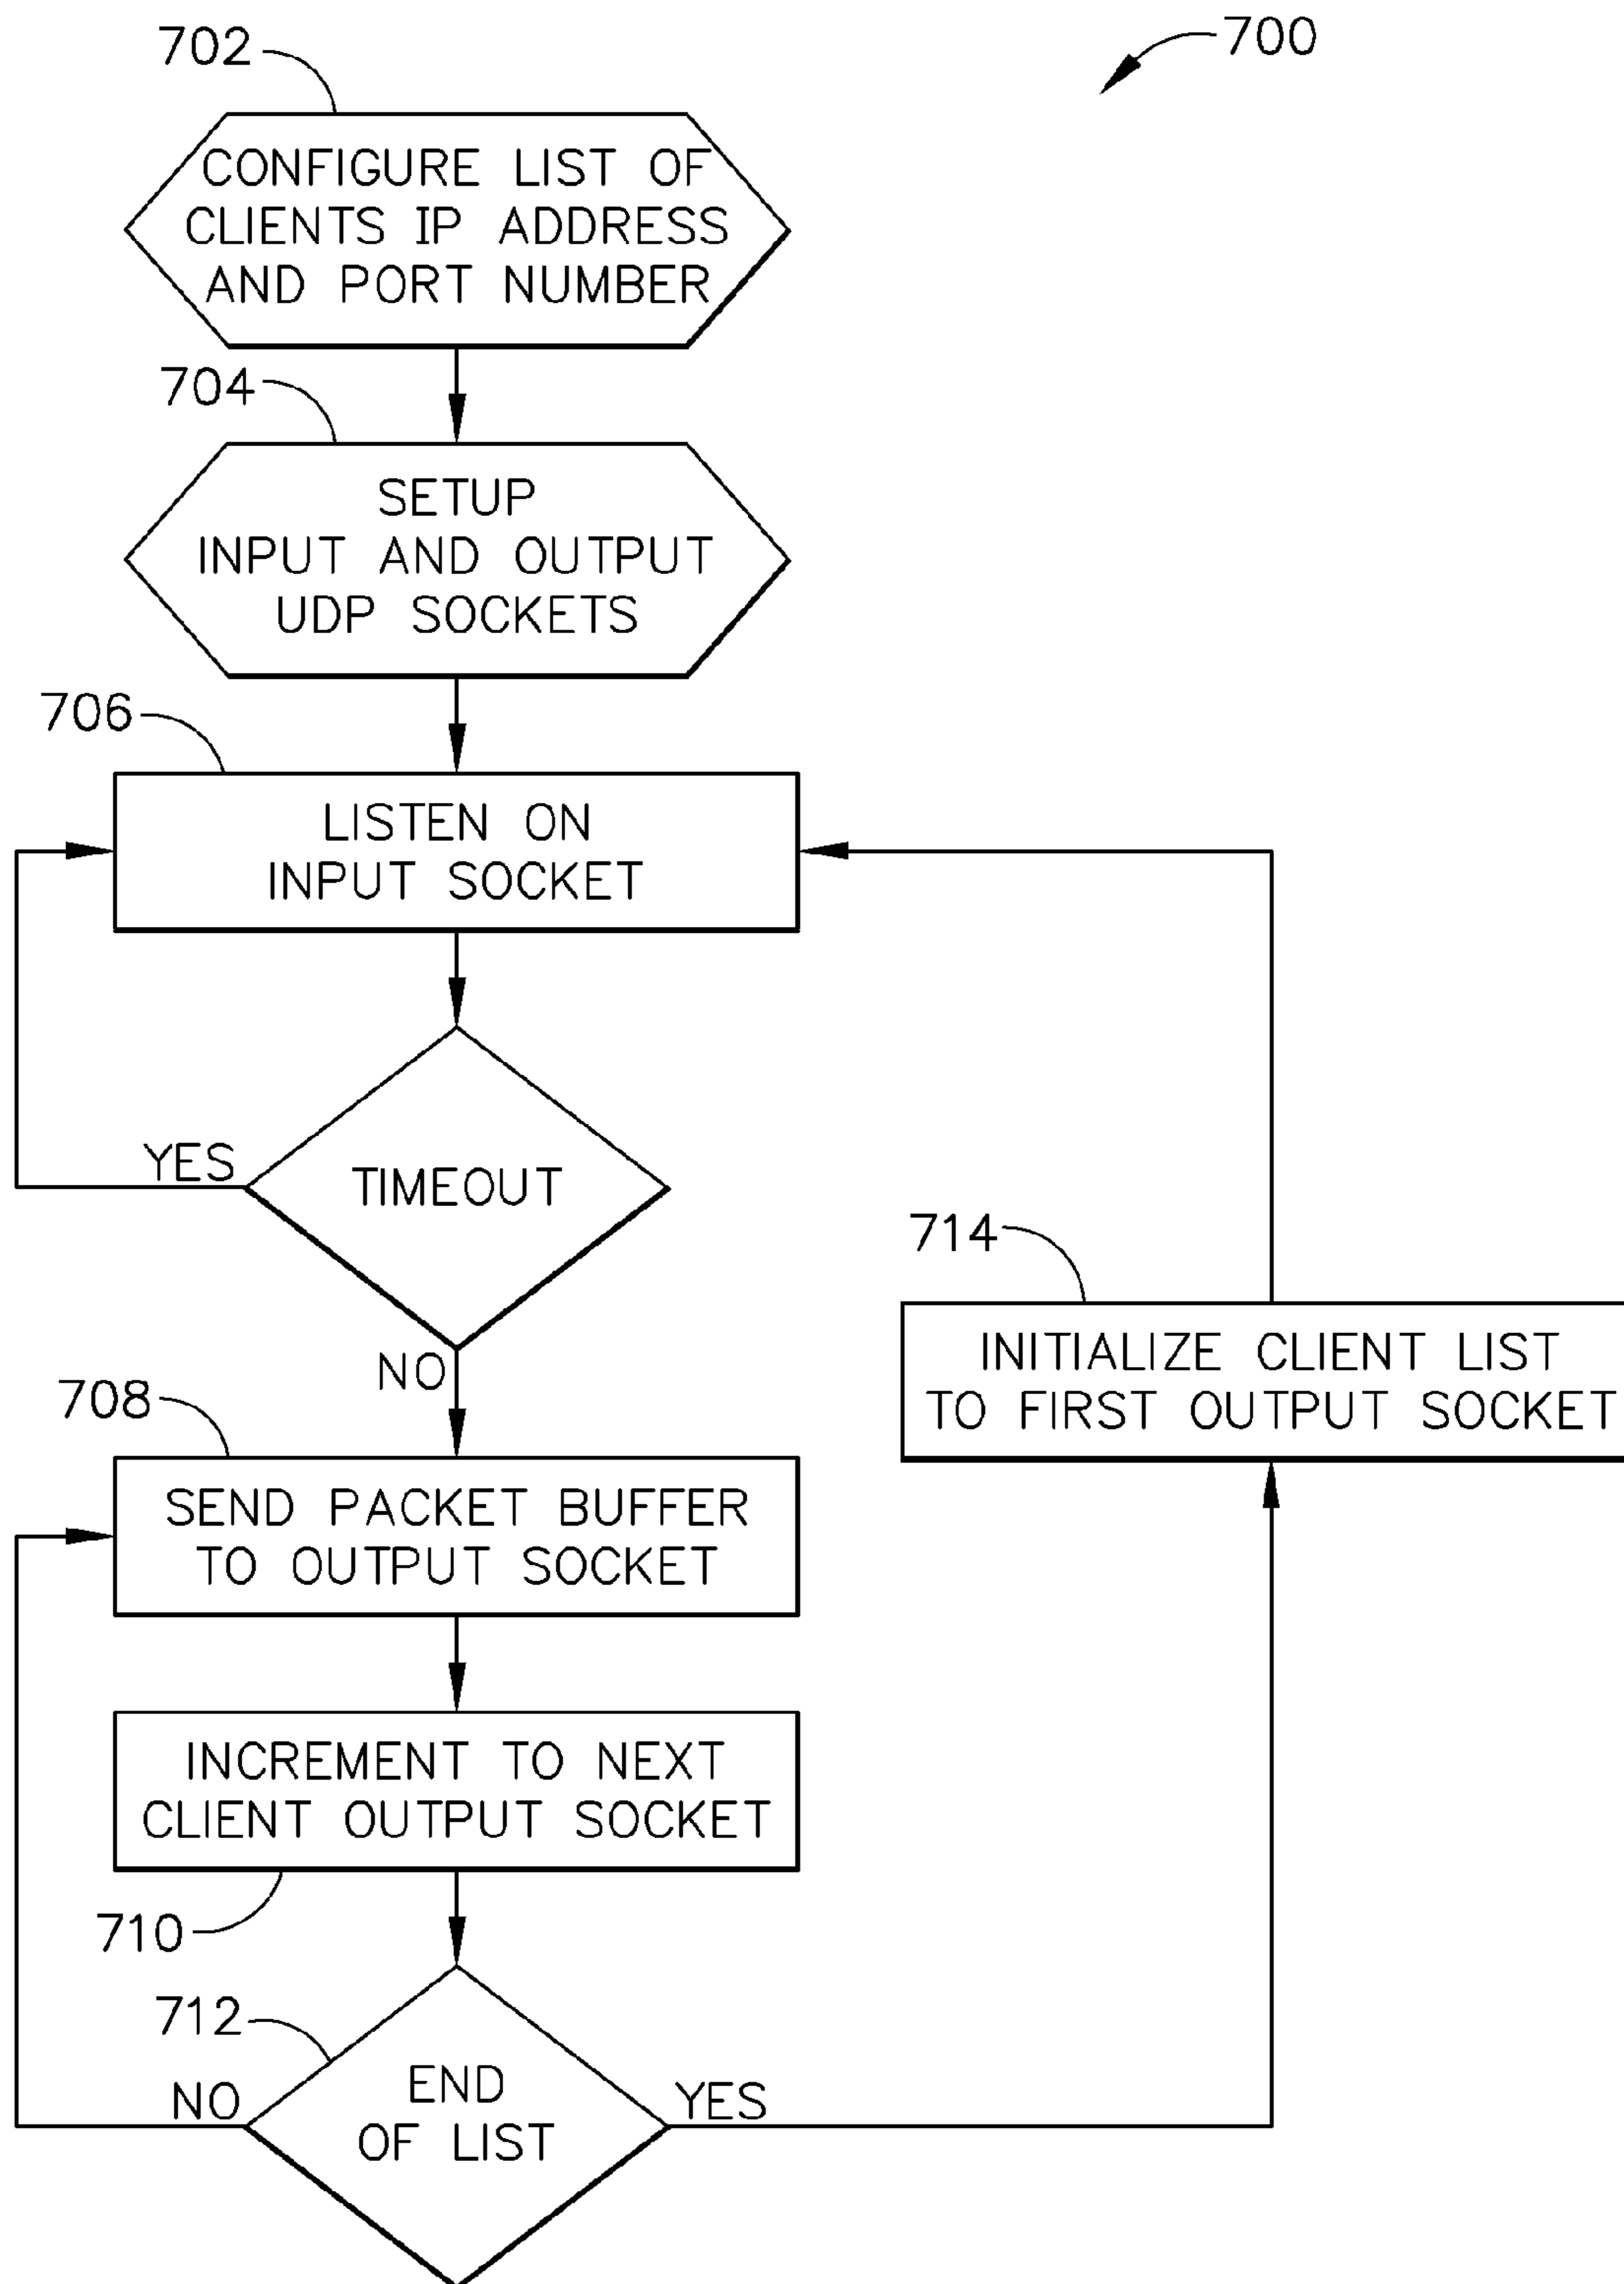 702
700
CONFIGURE LIST OF
CLIENTS IP ADDRESS
AND PORT NUMBER
704
SETUP
INPUT AND OUTPUT
UDP SOCKETS
706
LISTEN ON
INPUT SOCKET
YES
TIMEOUT
NO
714
INITIALIZE CLIENT LIST
TO FIRST OUTPUT SOCKET
708
SEND PACKET BUFFER
TO OUTPUT SOCKET
INCREMENT TO NEXT
CLIENT OUTPUT SOCKET
710
712
NO
END
OF LIST
YES